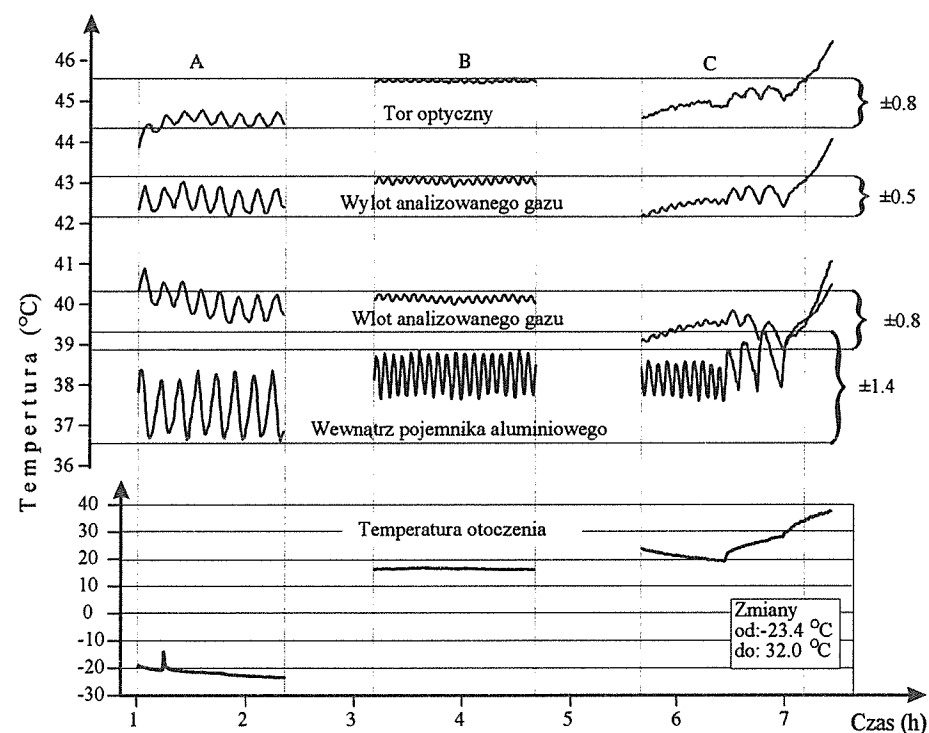 Tempertura (°C)
46
45
44
43
42
41
40
39
38
37
36
A
B
C
Tor optyczny
±0.8
Wylot analizowanego gazu
±0.5
Wlot analizowanego gazu
±0.8
Wewnątrz pojemnika aluminiowego
±1.4
40
30
20
10
0
-10
-20
-30
Temperatura otoczenia
Zmiany
od:-23.4 °C
do: 32.0 °C
1
2
3
4
5
6
7
Czas (h)